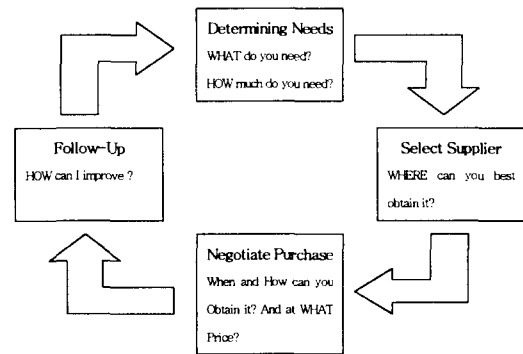 Determining Needs
WHAT do you need?
HOW much do you need?
Select Supplier
WHERE can you best
obtain it?
Negotiate Purchase
When and How can you
Obtain it? And at WHAT
Price?
Follow-Up
HOW can I improve ?